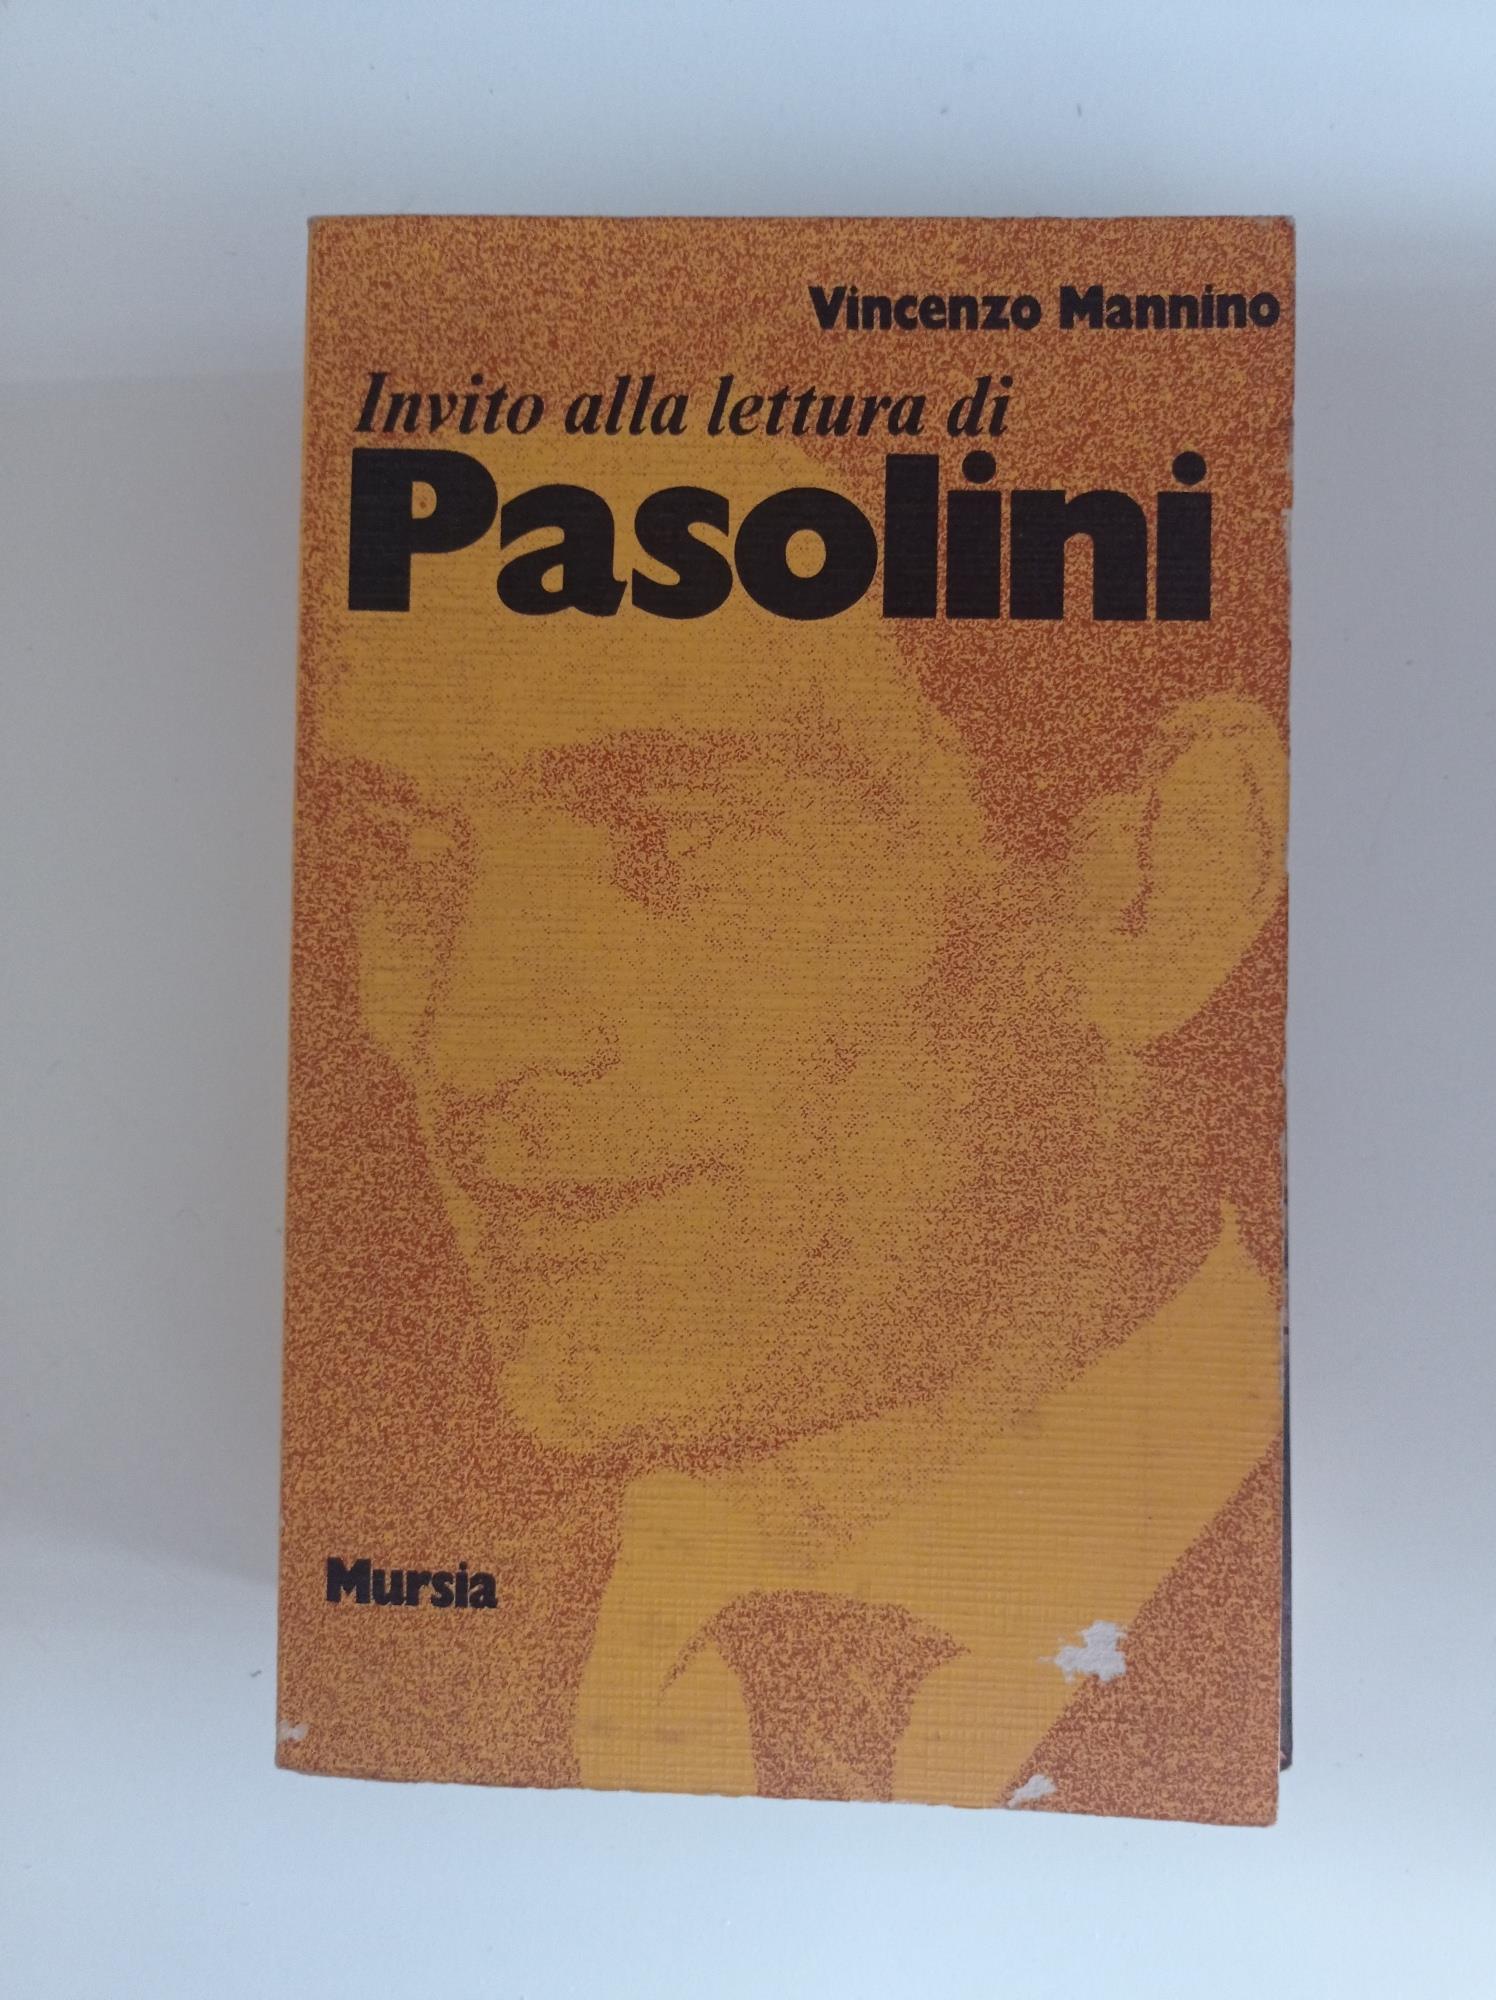 Vincenzo Mannino
Invito alla lettura di
Pasolini
Mursia